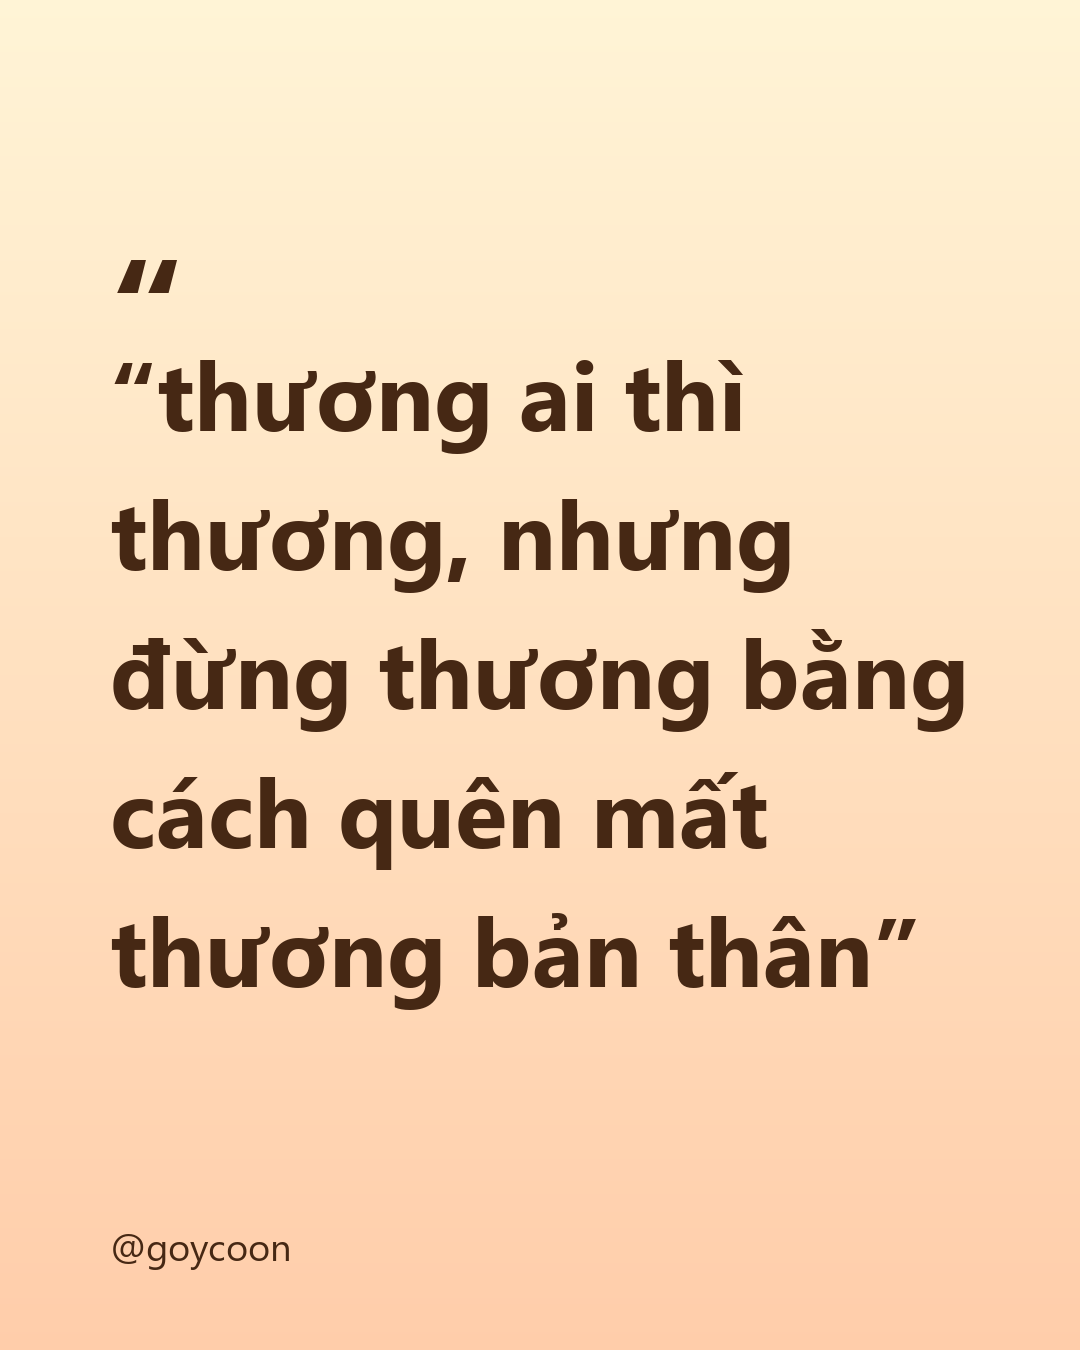 “
“thương ai thì
thương, nhưng
đừng thương bằng
cách quên mất
thương bản thân”
@goycoon